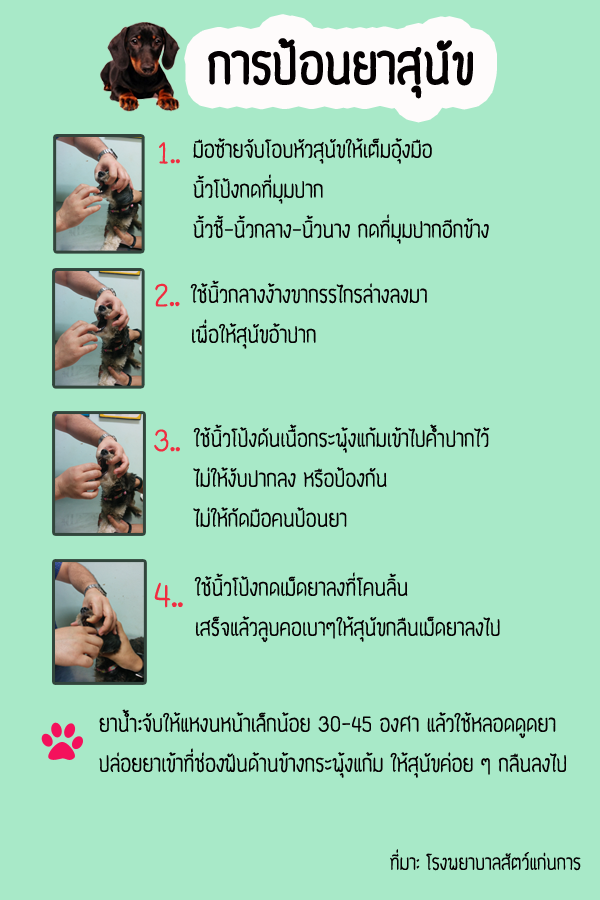 การป้อนยาสุนัข
1..
มือซ้ายจับโอบหัวสุนัขให้เต็มอุ้งมือ
นิ้วโป้งกดที่มุมปาก
นิ้วชี้-นิ้วกลาง-นิ้วนาง กดที่มุมปากอีกข้าง
2..
ใช้นิ้วกลางง้างขากรรไกรล่างลงมา
เพื่อให้สุนัขอ้าปาก
3..
ใช้นิ้วโป้งดันเนื้อกระพุ้งแก้มเข้าไปค้ำปากไว้
ไม่ให้งับปากลง หรือป้องกัน
ไม่ให้กัดมือคนป้อนยา
4..
ใช้นิ้วโป้งกดเม็ดยาลงที่โคนลิ้น
เสร็จแล้วลูบคอเบาๆให้สุนัขกลืนเม็ดยาลงไป
ยาน้ำ:จับให้แหงนหน้าเล็กน้อย 30-45 องศา แล้วใช้หลอดดูดยา
ปล่อยยาเข้าที่ช่องฟันด้านข้างกระพุ้งแก้ม ให้สุนัขค่อย ๆ กลืนลงไป
ที่มา: โรงพยาบาลสัตว์แก่นการ